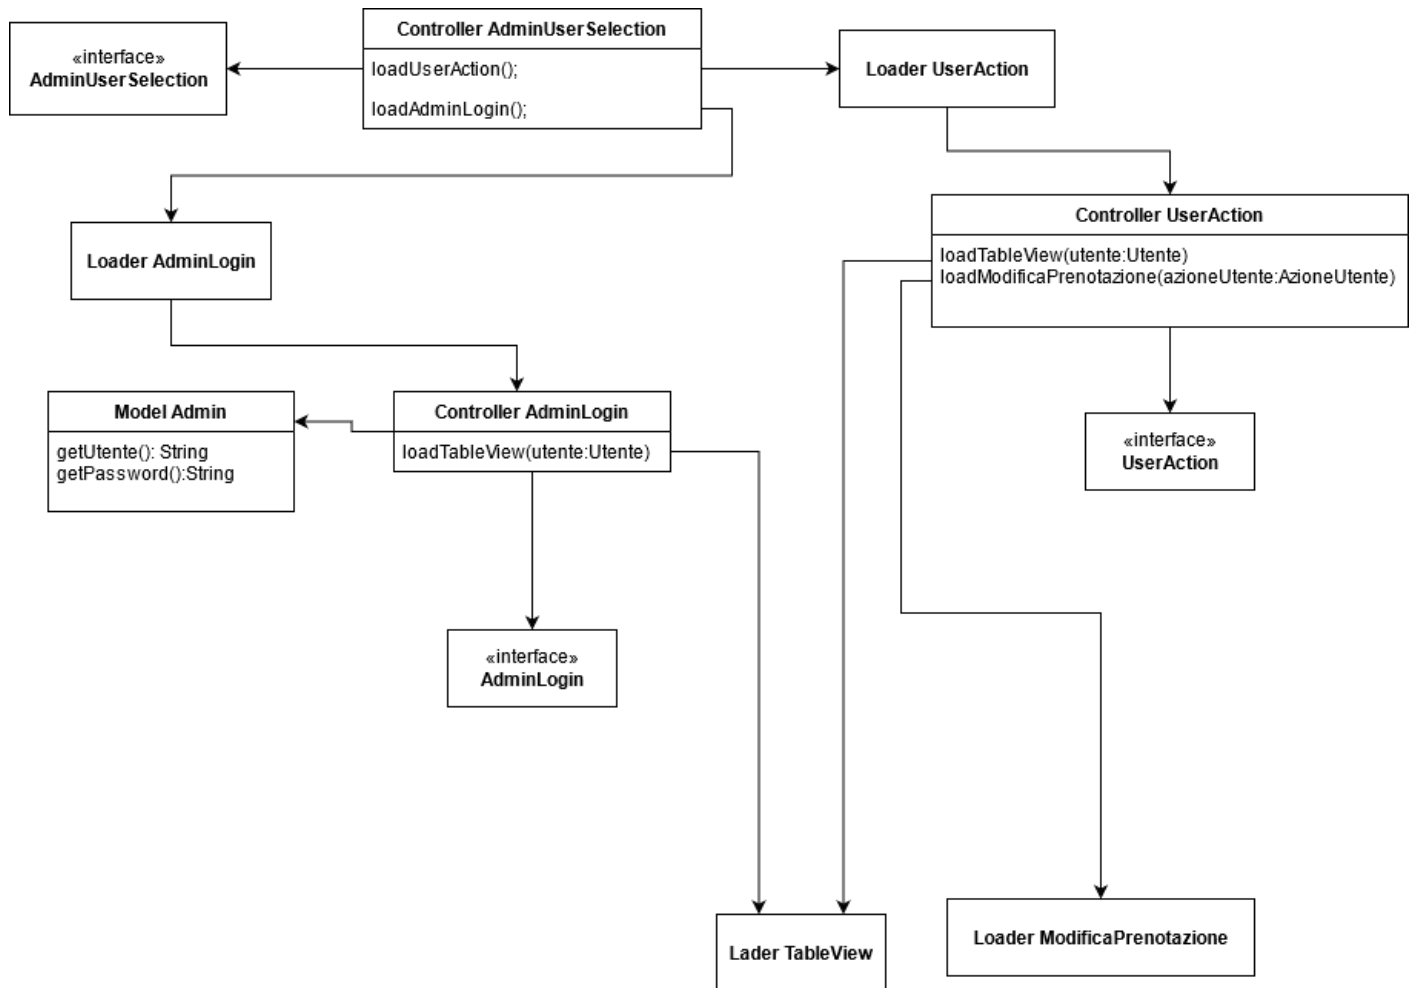 «interface»
AdminUserSelection
Controller AdminUserSelection
loadUserAction();
loadAdminLogin();
Loader UserAction
Controller UserAction
loadTableView(utente:Utente)
loadModificaPrenotazione(azioneUtente:AzioneUtente)
Loader AdminLogin
Model Admin
getUtente(): String
getPassword():String
Controller AdminLogin
loadTableView(utente:Utente)
«interface»
UserAction
«interface»
AdminLogin
Lader TableView
Loader ModificaPrenotazione